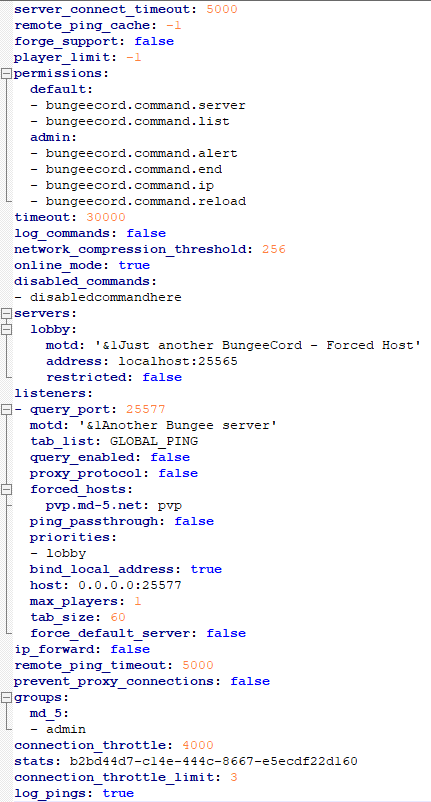 server_connect_timeout: 5000
remote_ping_cache: -1
forge_support: false
player_limit: -1
permissions:
  default:
  - bungeecord.command.server
  - bungeecord.command.list
  admin:
  - bungeecord.command.alert
  - bungeecord.command.end
  - bungeecord.command.ip
  - bungeecord.command.reload
timeout: 30000
log_commands: false
network_compression_threshold: 256
online_mode: true
disabled_commands:
- disabledcommandhere
servers:
  lobby:
    motd: '&1Just another BungeeCord - Forced Host'
    address: localhost:25565
    restricted: false
listeners:
- query_port: 25577
  motd: '&1Another Bungee server'
  tab_list: GLOBAL_PING
  query_enabled: false
  proxy_protocol: false
  forced_hosts:
    pvp.md-5.net: pvp
  ping_passthrough: false
  priorities:
  - lobby
  bind_local_address: true
  host: 0.0.0.0:25577
  max_players: 1
  tab_size: 60
  force_default_server: false
ip_forward: false
remote_ping_timeout: 5000
prevent_proxy_connections: false
groups:
  md_5:
  - admin
connection_throttle: 4000
stats: b2bd44d7-c14e-444c-8667-e5ecdf22d160
connection_throttle_limit: 3
log_pings: true